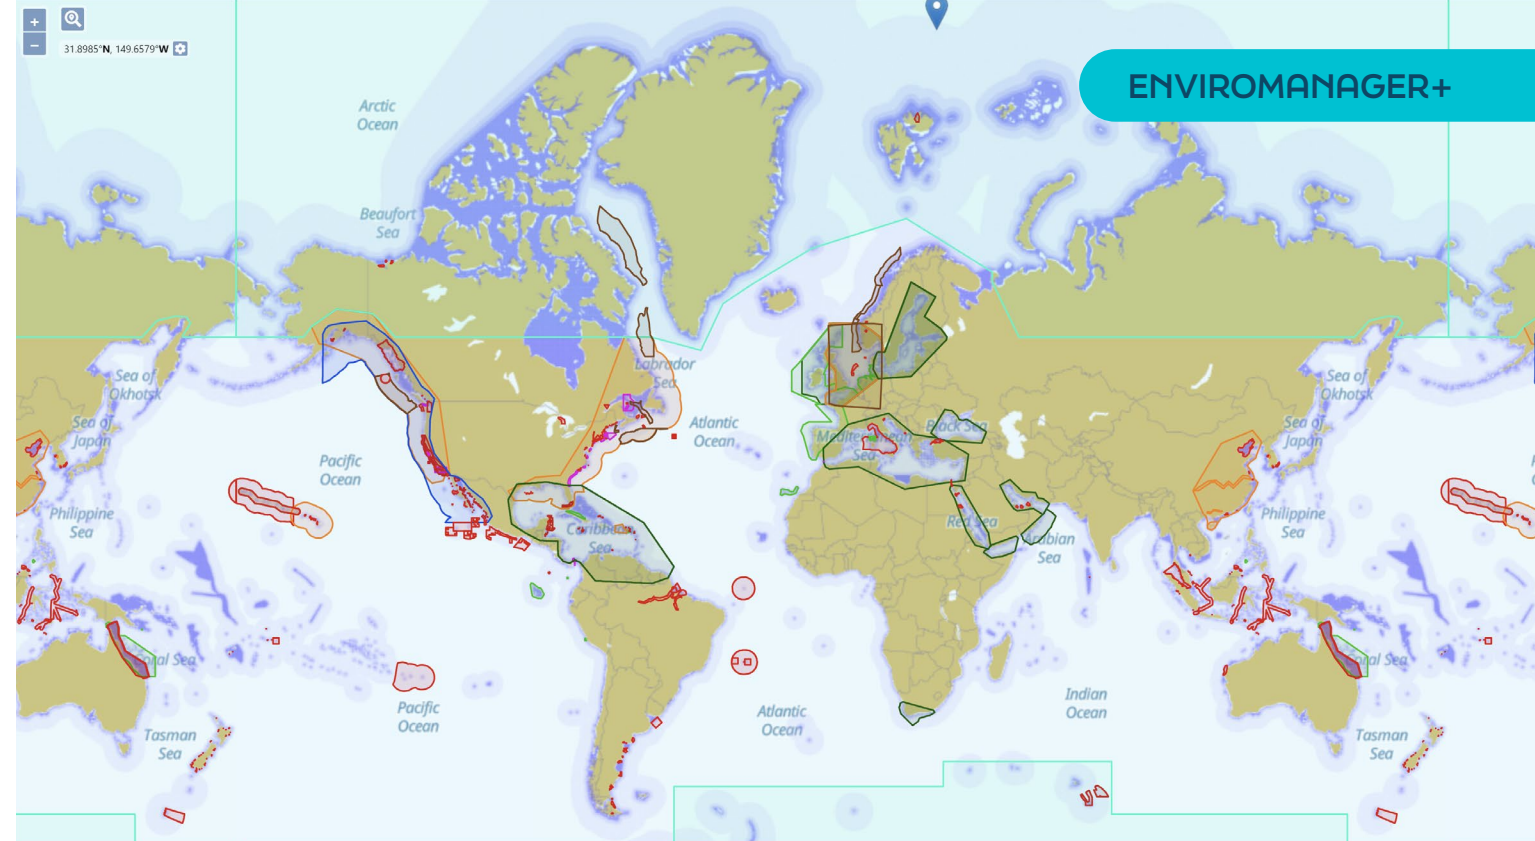 +
−
31.8985°N, 149.6579°W
ENVIROMANAGER+
Arctic
Ocean
Beaufort
Sea
Labrador
Sea
Sea of
Okhotsk
Sea of
Japan
Pacific
Ocean
Philippine
Sea
Atlantic
Ocean
Mediterranean
Sea
Black Sea
Red Sea
Arabian
Sea
Caribbean
Sea
Sea of
Okhotsk
Sea of
Japan
Philippine
Sea
Coral Sea
Pacific
Ocean
Tasman
Sea
Atlantic
Ocean
Indian
Ocean
Coral Sea
Tasman
Sea